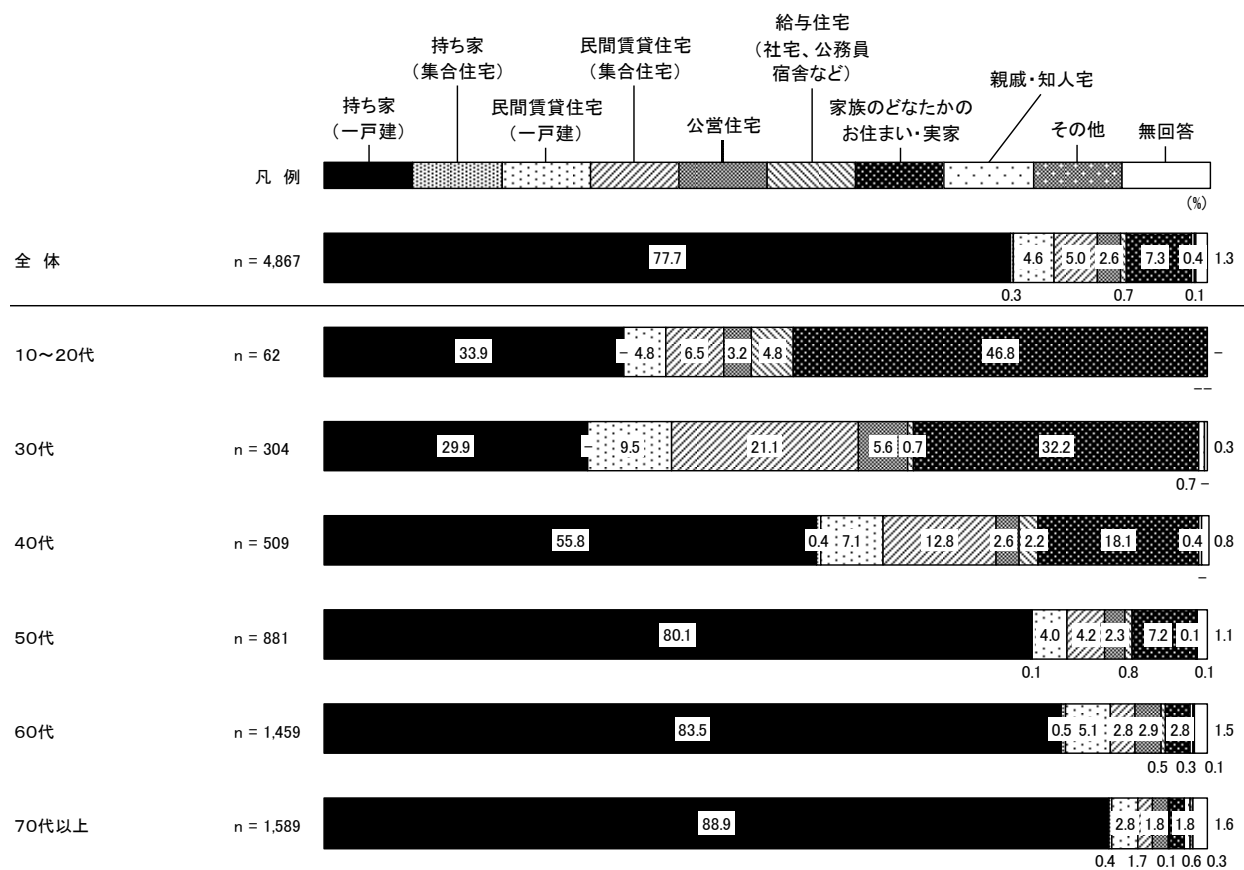 給与住宅
持ち家
民間賃貸住宅
（社宅、公務員
（集合住宅）
（集合住宅）
宿舎など）
親戚・知人宅
持ち家
民間賃貸住宅
公営住宅
家族のどなたかの
その他
無回答
（一戸建）
（一戸建）
お住まい・実家
凡 例
(%)
全 体 n = 4,867 77.7 4.6 5.0 2.6 7.3 0.4 1.3
0.3 0.7 0.1
10～20代 n = 62 33.9 - 4.8 6.5 3.2 4.8 46.8 -
--
30代 n = 304 29.9 - 9.5 21.1 5.6 0.7 32.2 0.3
0.7 -
40代 n = 509 55.8 0.4 7.1 12.8 2.6 2.2 18.1 0.4 0.8
-
50代 n = 881 80.1 4.0 4.2 2.3 7.2 0.1 1.1
0.1 0.8 0.1
60代 n = 1,459 83.5 0.5 5.1 2.8 2.9 2.8 1.5
0.5 0.3 0.1
70代以上 n = 1,589 88.9 2.8 1.8 1.8 1.6
0.4 1.7 0.1 0.6 0.3